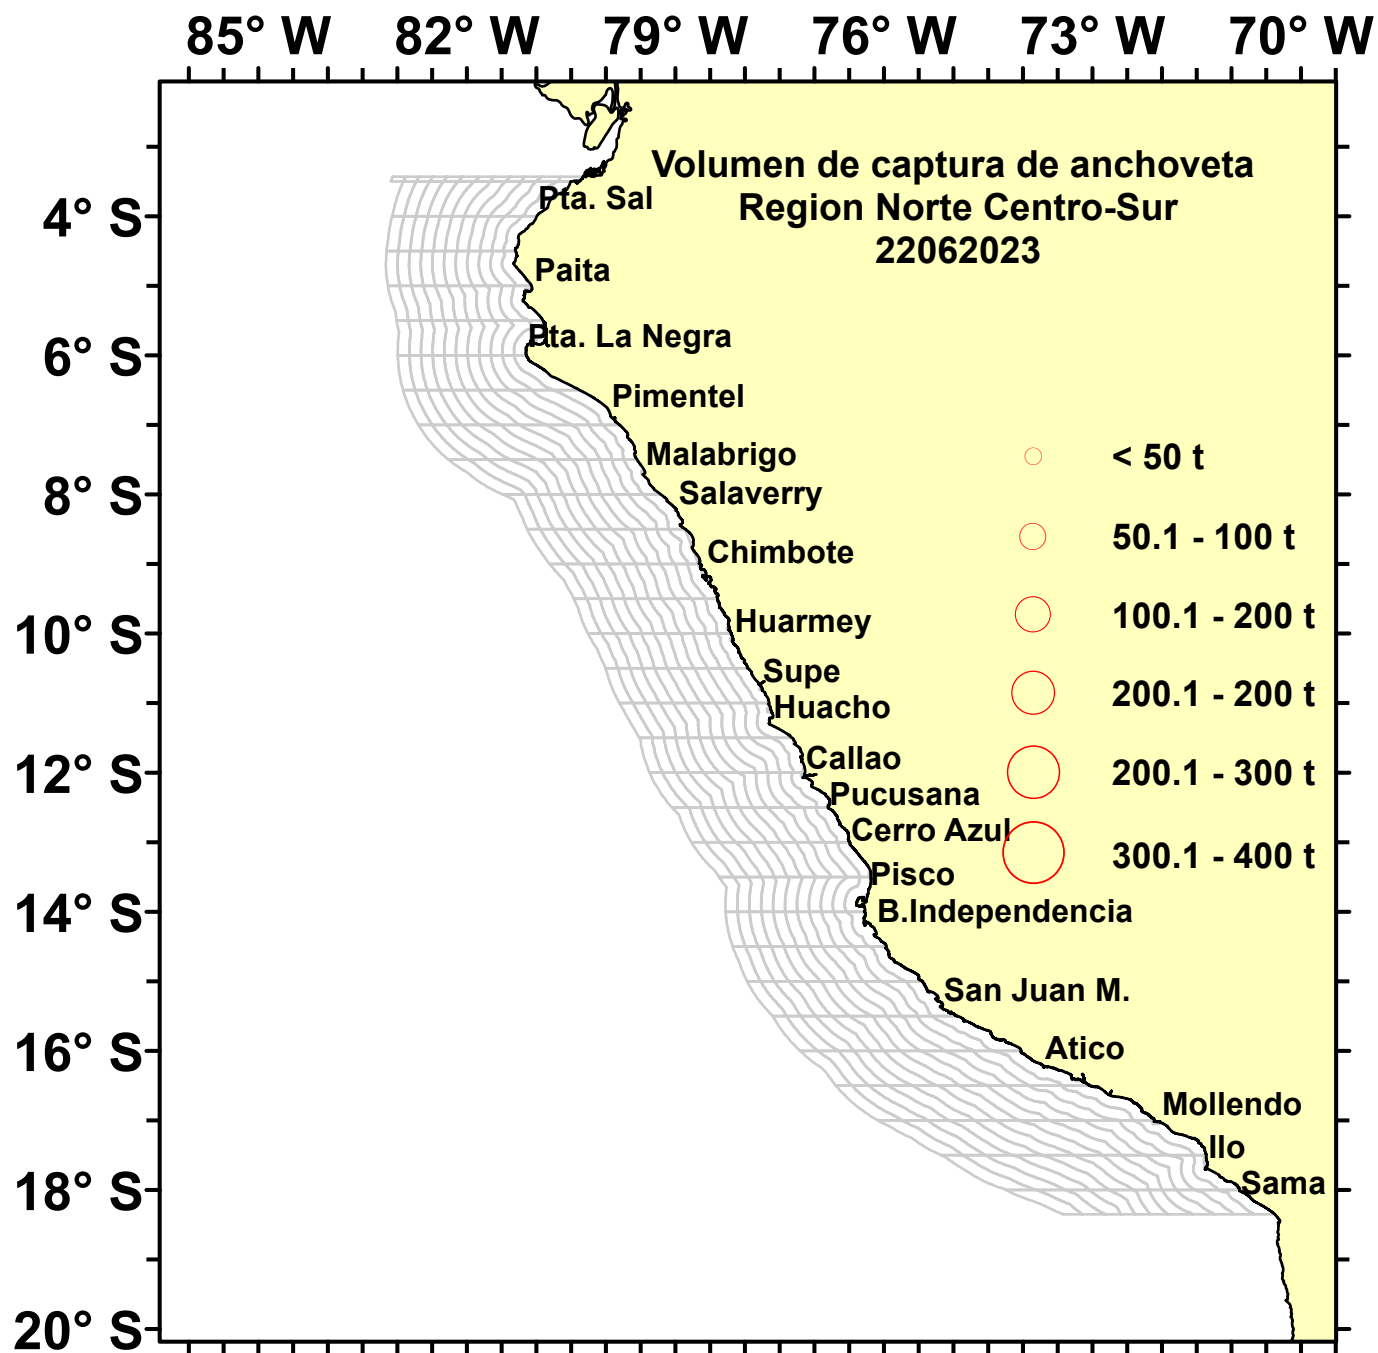 85° W 82° W 79° W 76° W 73° W 70° W
Volumen de captura de anchoveta
Region Norte Centro-Sur
22062023
4° S
Pta. Sal
Paita
6° S
Pta. La Negra
Pimentel
Malabrigo
< 50 t
8° S
Salaverry
Chimbote
50.1 - 100 t
10° S
Huarmey
100.1 - 200 t
Supe
Huacho
200.1 - 200 t
12° S
Callao
200.1 - 300 t
Pucusana
Cerro Azul
300.1 - 400 t
Pisco
14° S
B.Independencia
San Juan M.
16° S
Atico
Mollendo
Ilo
18° S
Sama
20° S